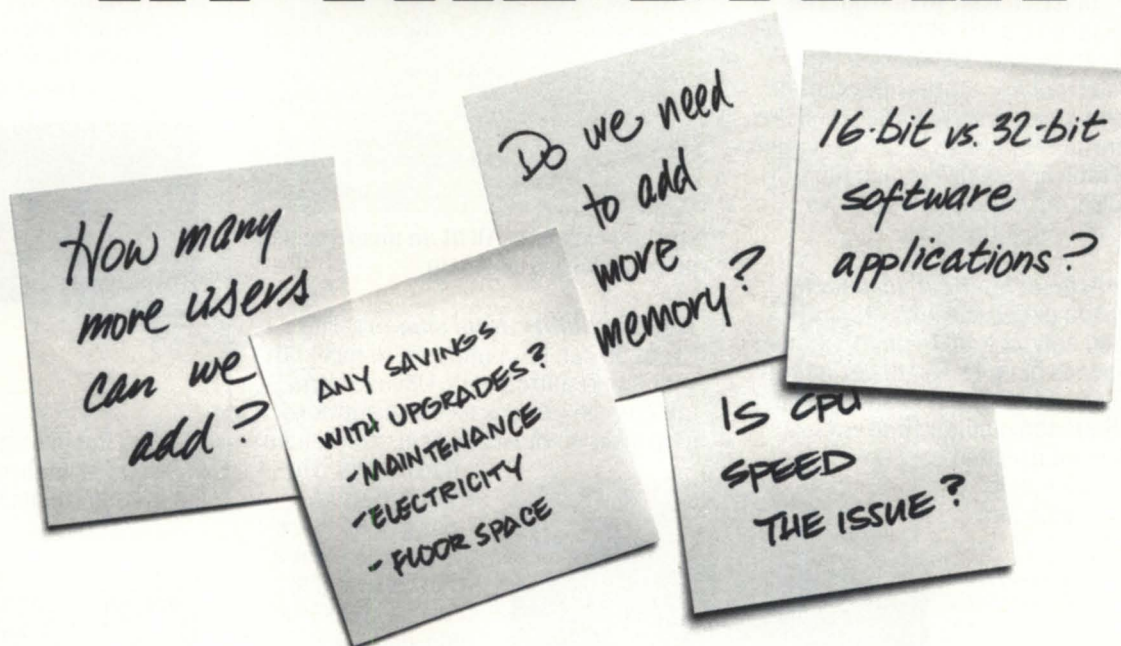 How many
more users
can we
add?
ANY SAVINGS
WITH UPGRADES?
-MAINTENANCE
-ELECTRICITY
- FLOOR SPACE
Do we need
to add
more
memory?
16-bit vs. 32-bit
software
applications?
IS CPU
SPEED
THE ISSUE?